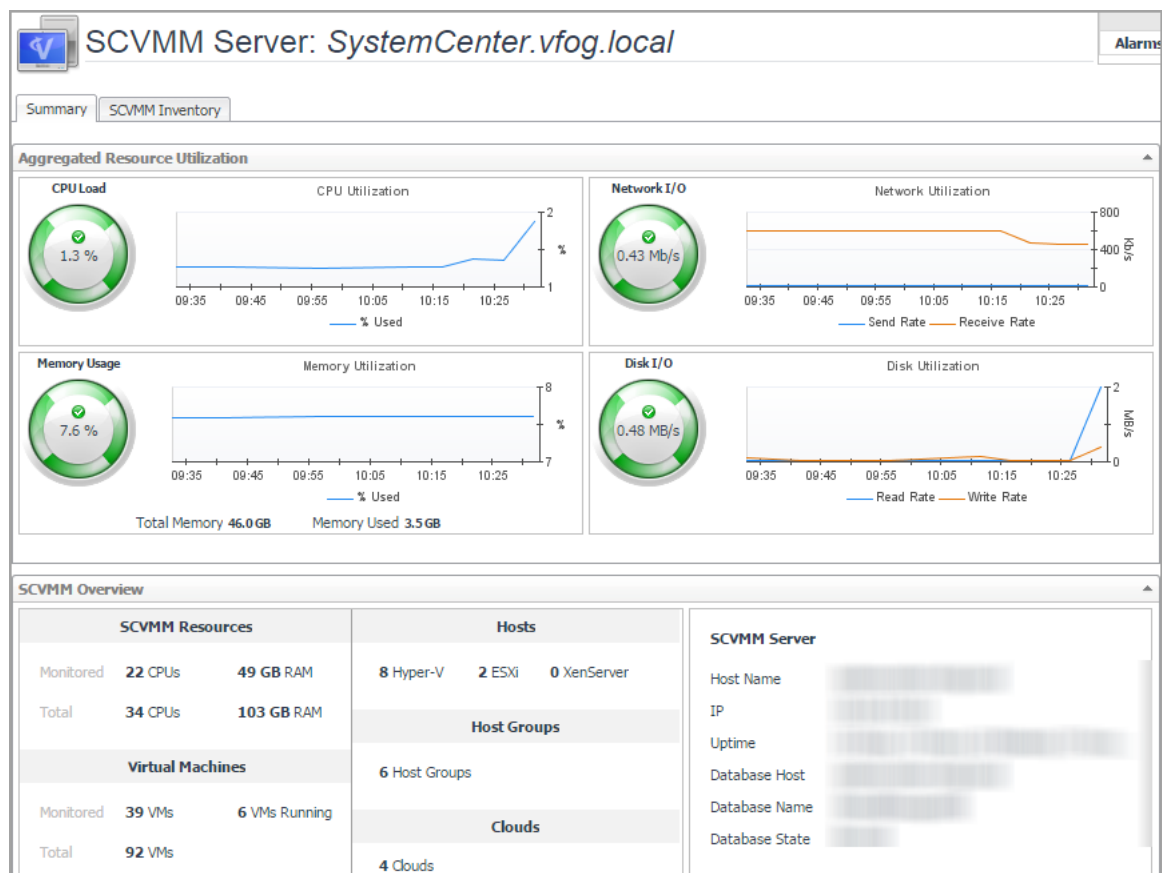 SCVMM Server: SystemCenter.vfog.local
Alarms
Summary SCVMM Inventory
Aggregated Resource Utilization
CPU Load
1.3 %
CPU Utilization
2
%
1
09:35 09:45 09:55 10:05 10:15 10:25
% Used
Network I/O
0.43 Mb/s
Network Utilization
800
400
0
Kb/s
09:35 09:45 09:55 10:05 10:15 10:25
Send Rate Receive Rate
Memory Usage
7.6 %
Memory Utilization
8
%
7
09:35 09:45 09:55 10:05 10:15 10:25
% Used
Total Memory 46.0 GB Memory Used 3.5 GB
Disk I/O
0.48 MB/s
Disk Utilization
2
MB/s
0
09:35 09:45 09:55 10:05 10:15 10:25
Read Rate Write Rate
SCVMM Overview
SCVMM Resources
Monitored 22 CPUs 49 GB RAM
Total 34 CPUs 103 GB RAM
Virtual Machines
Monitored 39 VMs 6 VMs Running
Total 92 VMs
Hosts
8 Hyper-V 2 ESXi 0 XenServer
Host Groups
6 Host Groups
Clouds
4 Clouds
SCVMM Server
Host Name
IP
Uptime
Database Host
Database Name
Database State